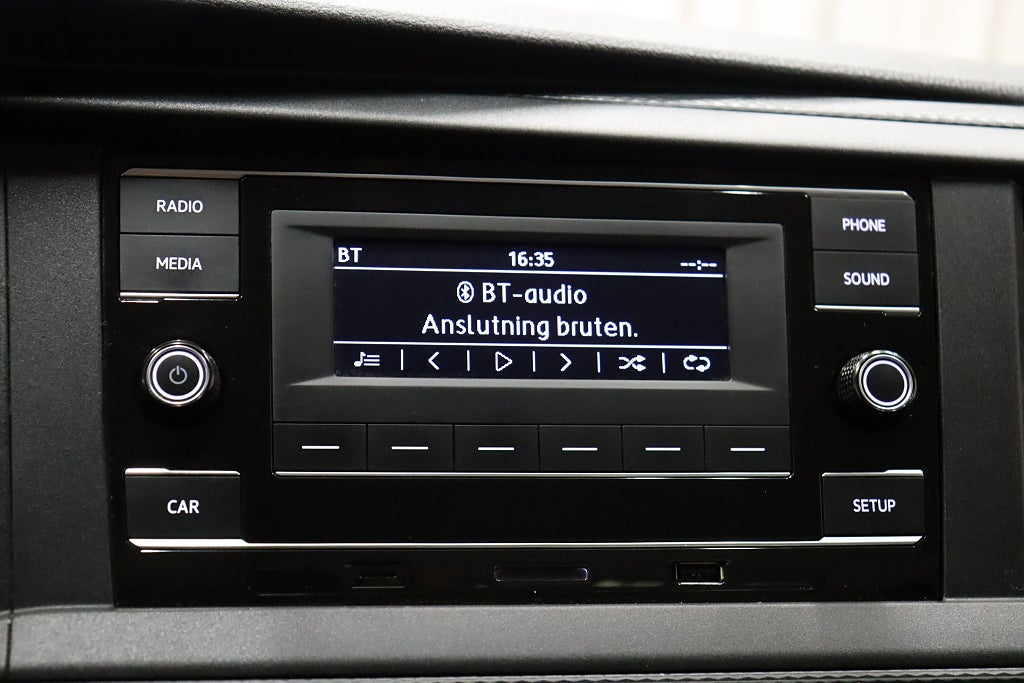 RADIO
MEDIA
BT 16:35 --:--
BT-audio
Anslutning bruten.
PHONE
SOUND
CAR
SETUP